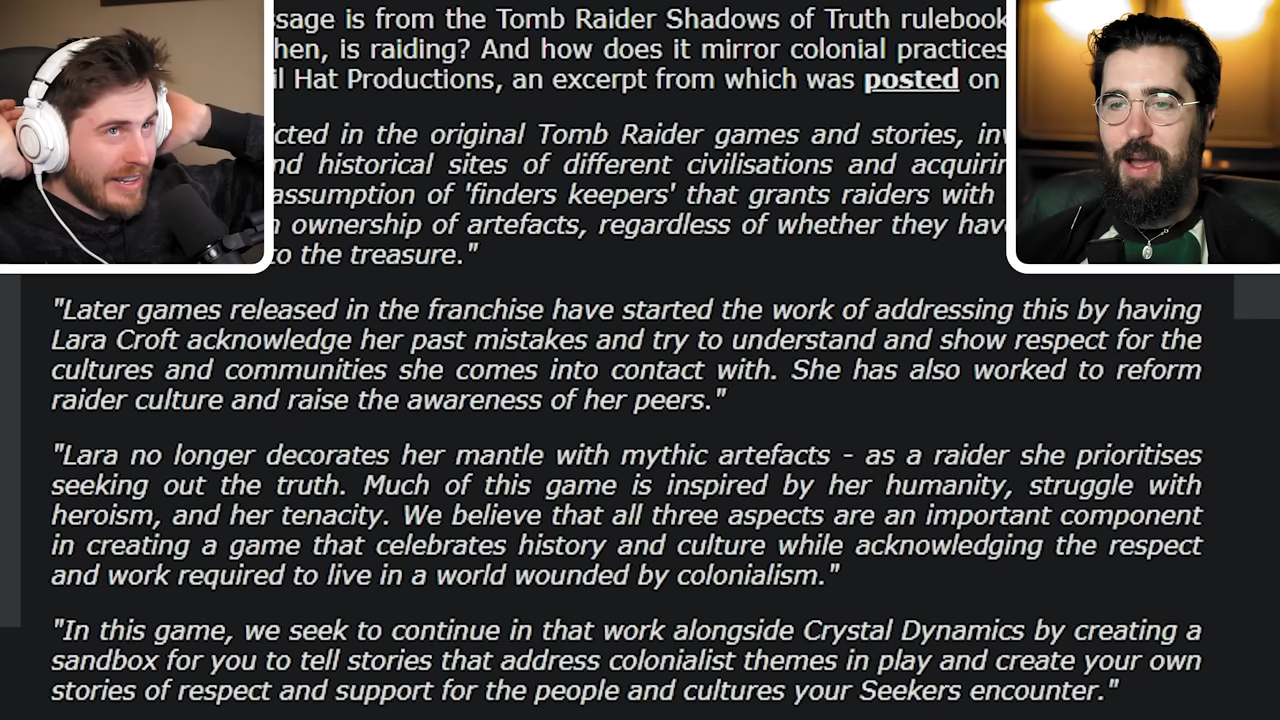 is from the Tomb Raider Shadows of Truth rulebook
is raiding? And how does it mirror colonial practices
Hat Productions, an excerpt from which was posted on
in the original Tomb Raider games and stories,
historical sites of different civilisations and
assumption of 'finders keepers' that grants raiders with
ownership of artefacts, regardless of whether they
to the treasure."
"Later games released in the franchise have started the work of addressing this by having
Lara Croft acknowledge her past mistakes and try to understand and show respect for the
cultures and communities she comes into contact with. She has also worked to reform
raider culture and raise the awareness of her peers."
"Lara no longer decorates her mantle with mythic artefacts - as a raider she prioritises
seeking out the truth. Much of this game is inspired by her humanity, struggle with
heroism, and her tenacity. We believe that all three aspects are an important component
in creating a game that celebrates history and culture while acknowledging the respect
and work required to live in a world wounded by colonialism."
"In this game, we seek to continue in that work alongside Crystal Dynamics by creating a
sandbox for you to tell stories that address colonialist themes in play and create your own
stories of respect and support for the people and cultures your Seekers encounter."